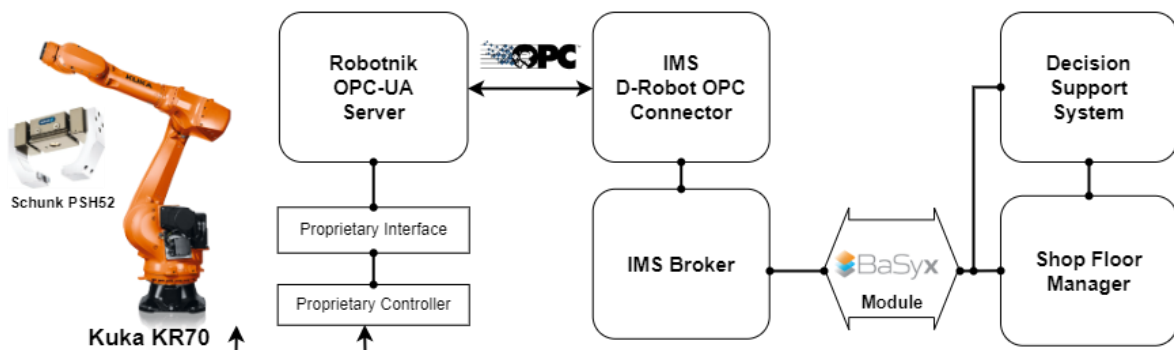 KUKA
Schunk PSH52
Kuka KR70
Robotnik
OPC-UA
Server
Proprietary Interface
Proprietary Controller
OPC
IMS
D-Robot OPC
Connector
IMS Broker
BaSyx
Module
Decision
Support
System
Shop Floor
Manager